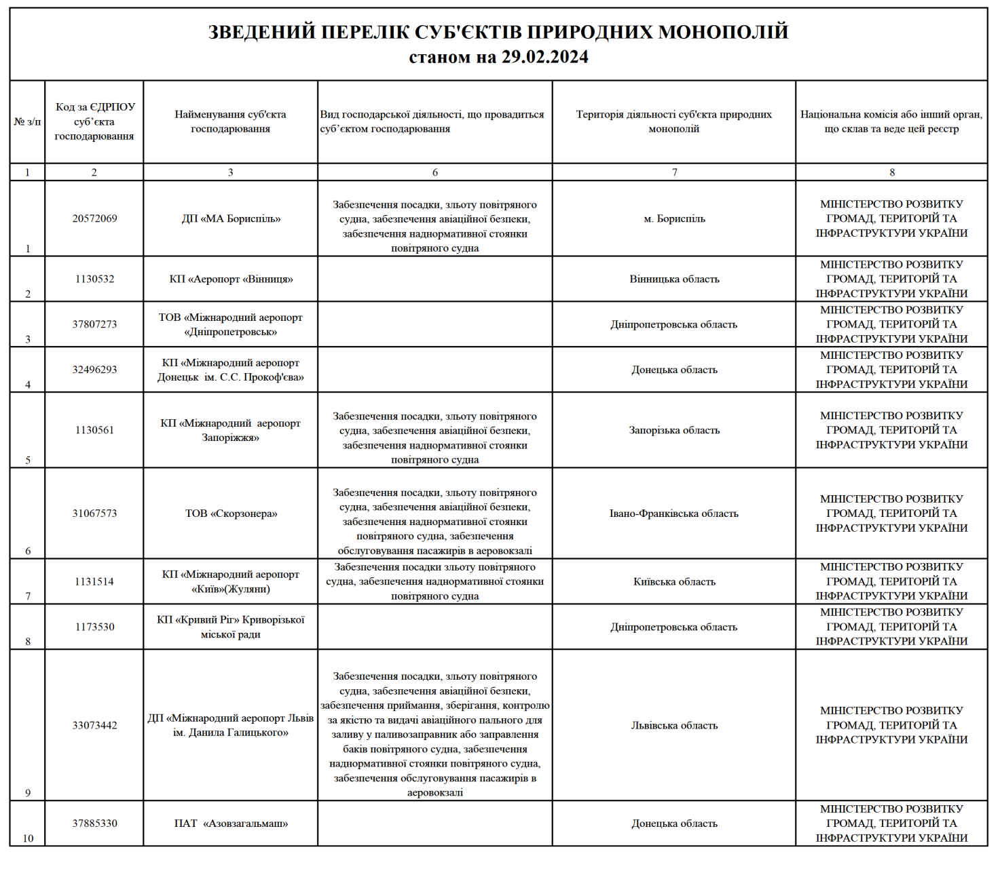 ЗВЕДЕНИЙ ПЕРЕЛІК СУБ'ЄКТІВ ПРИРОДНИХ МОНОПОЛІЙ
станом на 29.02.2024
№ з/п
Код за ЄДРПОУ
суб’єкта
господарювання
Найменування суб'єкта
господарювання
Вид господарської діяльності, що провадиться
суб’єктом господарювання
Територія діяльності суб'єкта природних
монополій
Національна комісія або інший орган,
що склав та веде цей реєстр
1
2
3
6
7
8
1
20572069
ДП «МА Бориспіль»
Забезпечення посадки, зльоту повітряного
судна, забезпечення авіаційної безпеки,
забезпечення наднормативної стоянки
повітряного судна
м. Бориспіль
МІНІСТЕРСТВО РОЗВИТКУ
ГРОМАД, ТЕРИТОРІЙ ТА
ІНФРАСТРУКТУРИ УКРАЇНИ
2
1130532
КП «Аеропорт «Вінниця»
Вінницька область
МІНІСТЕРСТВО РОЗВИТКУ
ГРОМАД, ТЕРИТОРІЙ ТА
ІНФРАСТРУКТУРИ УКРАЇНИ
3
37807273
ТОВ «Міжнародний аеропорт
«Дніпропетровськ»
Дніпропетровська область
МІНІСТЕРСТВО РОЗВИТКУ
ГРОМАД, ТЕРИТОРІЙ ТА
ІНФРАСТРУКТУРИ УКРАЇНИ
4
32496293
КП «Міжнародний аеропорт
Донецьк  ім. С.С. Прокоф'єва»
Донецька область
МІНІСТЕРСТВО РОЗВИТКУ
ГРОМАД, ТЕРИТОРІЙ ТА
ІНФРАСТРУКТУРИ УКРАЇНИ
5
1130561
КП «Міжнародний  аеропорт
Запоріжжя»
Забезпечення посадки, зльоту повітряного
судна, забезпечення авіаційної безпеки,
забезпечення наднормативної стоянки
повітряного судна
Запорізька область
МІНІСТЕРСТВО РОЗВИТКУ
ГРОМАД, ТЕРИТОРІЙ ТА
ІНФРАСТРУКТУРИ УКРАЇНИ
6
31067573
ТОВ «Скорзонера»
Забезпечення посадки, зльоту повітряного
судна, забезпечення авіаційної безпеки,
забезпечення наднормативної стоянки
повітряного судна, забезпечення
обслуговування пасажирів в аеровокзалі
Івано-Франківська область
МІНІСТЕРСТВО РОЗВИТКУ
ГРОМАД, ТЕРИТОРІЙ ТА
ІНФРАСТРУКТУРИ УКРАЇНИ
7
1131514
КП «Міжнародний аеропорт
«Київ»(Жуляни)
Забезпечення посадки зльоту повітряного
судна, забезпечення наднормативної стоянки
повітряного судна
Київська область
МІНІСТЕРСТВО РОЗВИТКУ
ГРОМАД, ТЕРИТОРІЙ ТА
ІНФРАСТРУКТУРИ УКРАЇНИ
8
1173530
КП «Кривий Ріг» Криворізької
міської ради
Дніпропетровська область
МІНІСТЕРСТВО РОЗВИТКУ
ГРОМАД, ТЕРИТОРІЙ ТА
ІНФРАСТРУКТУРИ УКРАЇНИ
9
33073442
ДП «Міжнародний аеропорт Львів
ім. Данила Галицького»
Забезпечення посадки, зльоту повітряного
судна, забезпечення авіаційної безпеки,
забезпечення приймання, зберігання, контролю
за якістю та видачі авіаційного пального для
заливу у паливозаправник або заправлення
баків повітряного судна, забезпечення
наднормативної стоянки повітряного судна,
забезпечення обслуговування пасажирів в
аеровокзалі
Львівська область
МІНІСТЕРСТВО РОЗВИТКУ
ГРОМАД, ТЕРИТОРІЙ ТА
ІНФРАСТРУКТУРИ УКРАЇНИ
10
37885330
ПАТ  «Азовзагальмаш»
Донецька область
МІНІСТЕРСТВО РОЗВИТКУ
ГРОМАД, ТЕРИТОРІЙ ТА
ІНФРАСТРУКТУРИ УКРАЇНИ